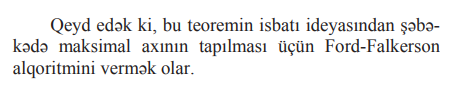 Qeyd edək ki, bu teoremin isbatı ideyasından şəbə-
kədə maksimal axının tapılması üçün Ford-Falkerson
alqoritmini vermək olar.